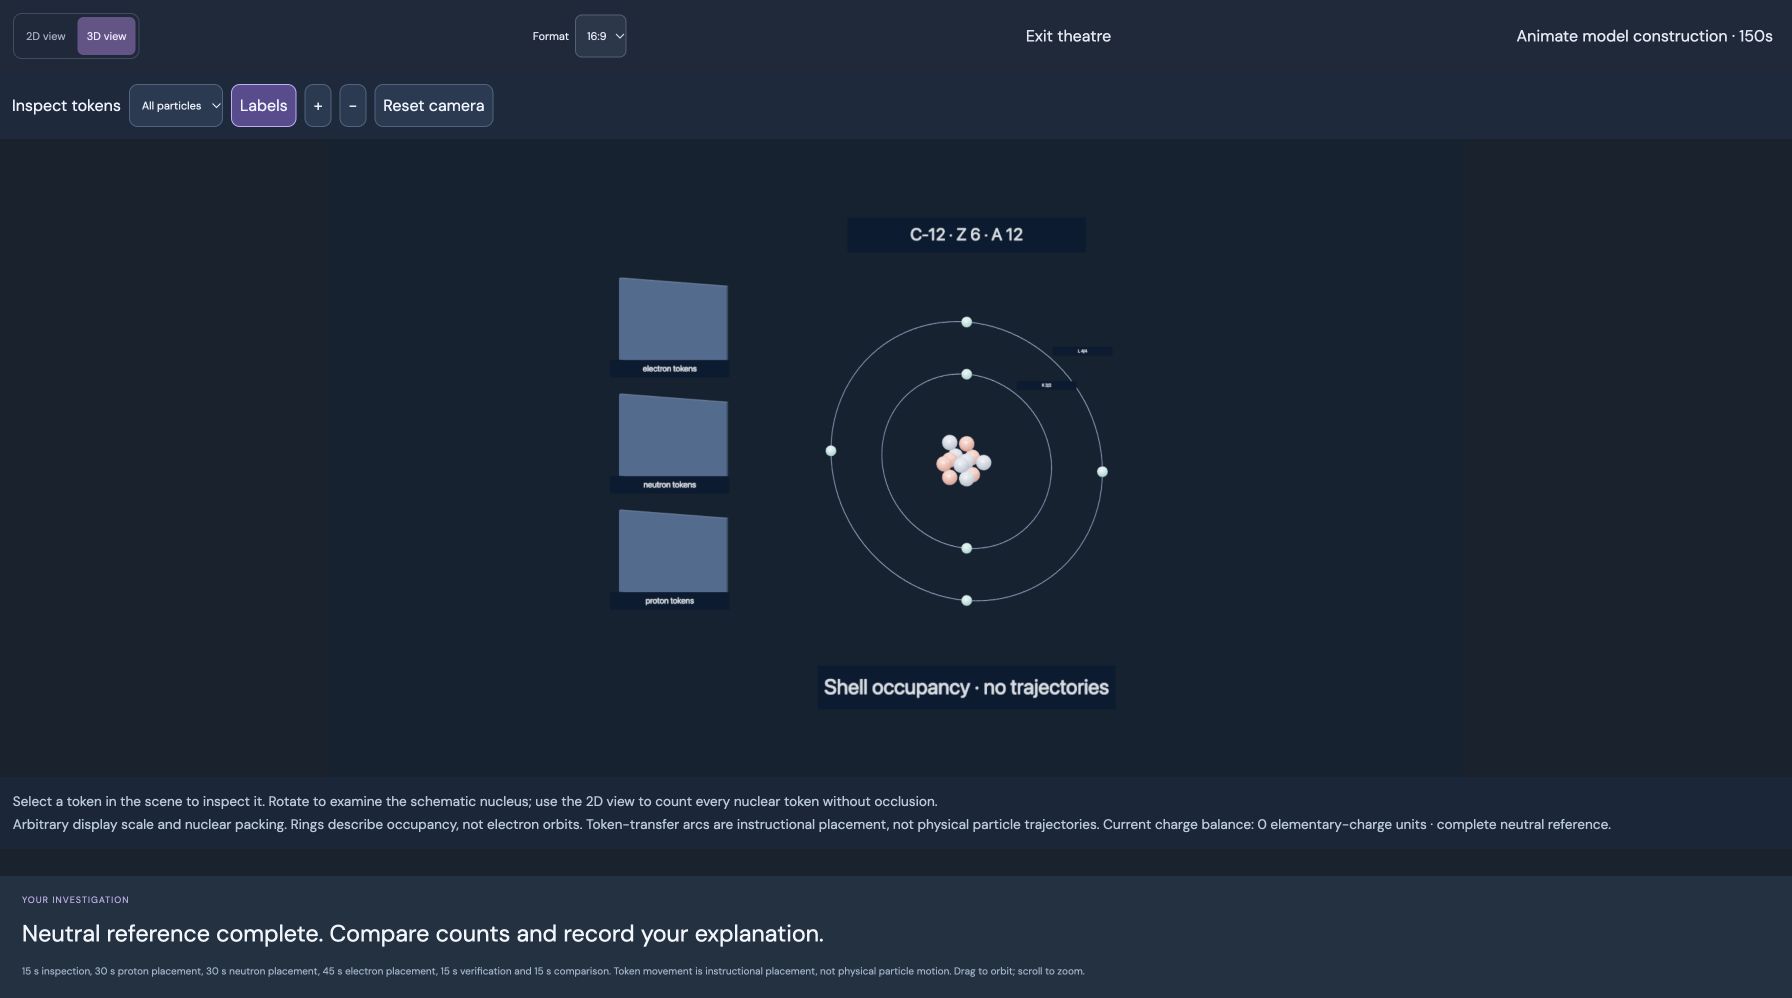 2D view 3D view Format 16:9 Exit theatre Animate model construction · 150s
Inspect tokens All particles Labels + − Reset camera
C-12 · Z 6 · A 12
electron tokens
neutron tokens
proton tokens
L 4/4
K 2/2
Shell occupancy · no trajectories
Select a token in the scene to inspect it. Rotate to examine the schematic nucleus; use the 2D view to count every nuclear token without occlusion.
Arbitrary display scale and nuclear packing. Rings describe occupancy, not electron orbits. Token-transfer arcs are instructional placement, not physical particle trajectories. Current charge balance: 0 elementary-charge units · complete neutral reference.
YOUR INVESTIGATION
Neutral reference complete. Compare counts and record your explanation.
15 s inspection, 30 s proton placement, 30 s neutron placement, 45 s electron placement, 15 s verification and 15 s comparison. Token movement is instructional placement, not physical particle motion. Drag to orbit; scroll to zoom.